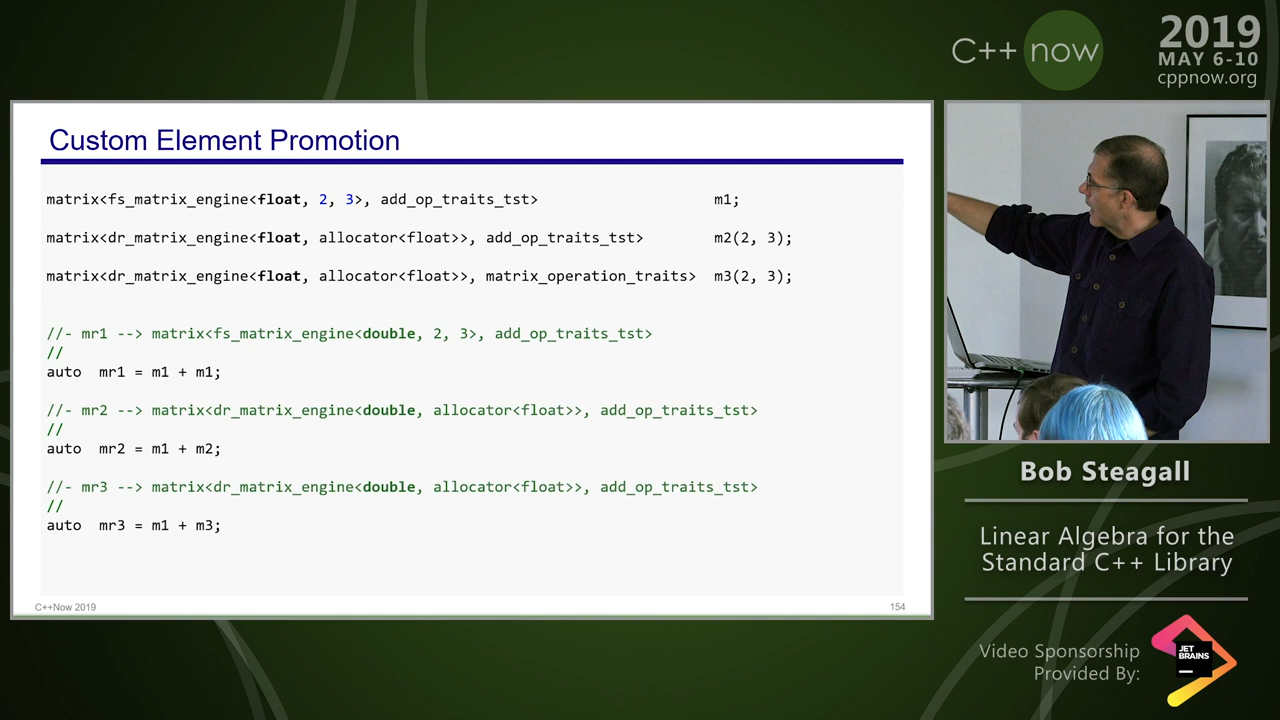 C++ now
2019
MAY 6-10
cppnow.org
Custom Element Promotion
matrix<fs_matrix_engine<float, 2, 3>, add_op_traits_tst> m1;
matrix<dr_matrix_engine<float, allocator<float>>, add_op_traits_tst> m2(2, 3);
matrix<dr_matrix_engine<float, allocator<float>>, matrix_operation_traits> m3(2, 3);
//- mr1 --> matrix<fs_matrix_engine<double, 2, 3>, add_op_traits_tst>
//
auto mr1 = m1 + m1;
//- mr2 --> matrix<dr_matrix_engine<double, allocator<float>>, add_op_traits_tst>
//
auto mr2 = m1 + m2;
//- mr3 --> matrix<dr_matrix_engine<double, allocator<float>>, add_op_traits_tst>
//
auto mr3 = m1 + m3;
C++Now 2019 154
Bob Steagall
Linear Algebra for the
Standard C++ Library
Video Sponsorship
Provided By:
JET
BRAINS